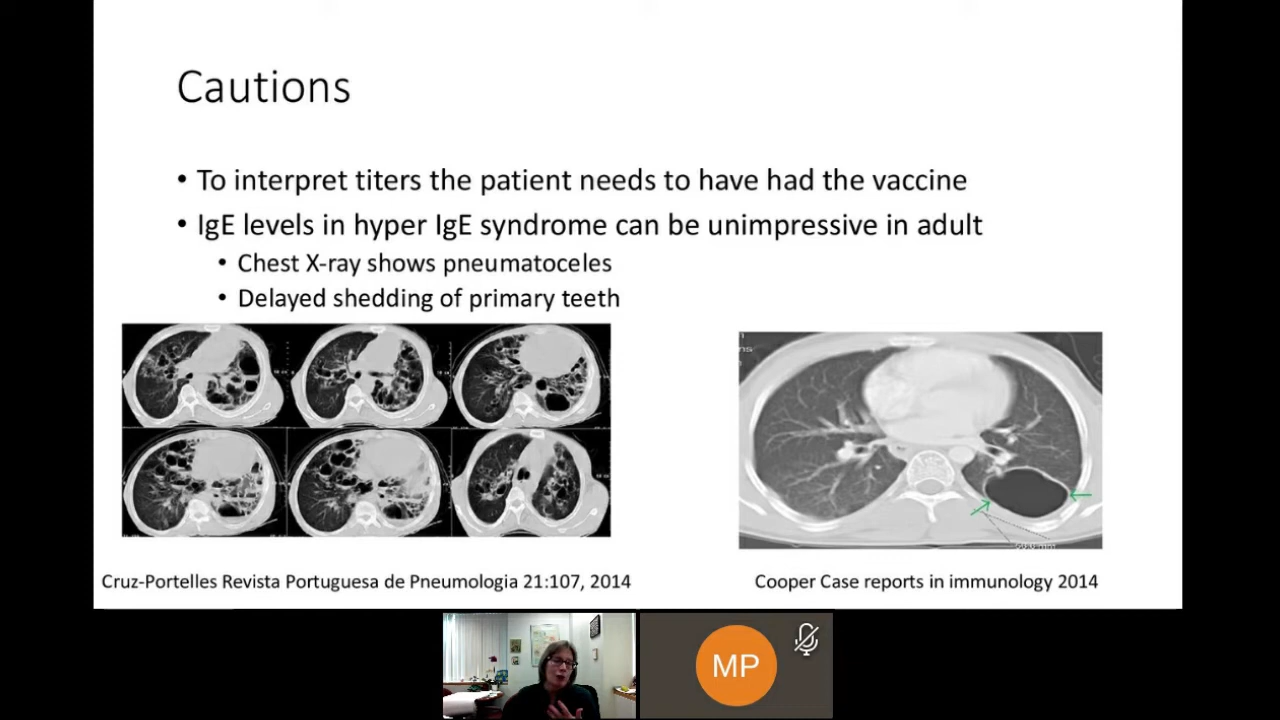 Cautions
• To interpret titers the patient needs to have had the vaccine
• IgE levels in hyper IgE syndrome can be unimpressive in adult
• Chest X-ray shows pneumatoceles
• Delayed shedding of primary teeth
Cruz-Portelles Revista Portuguesa de Pneumologia 21:107, 2014
Cooper Case reports in immunology 2014
MP